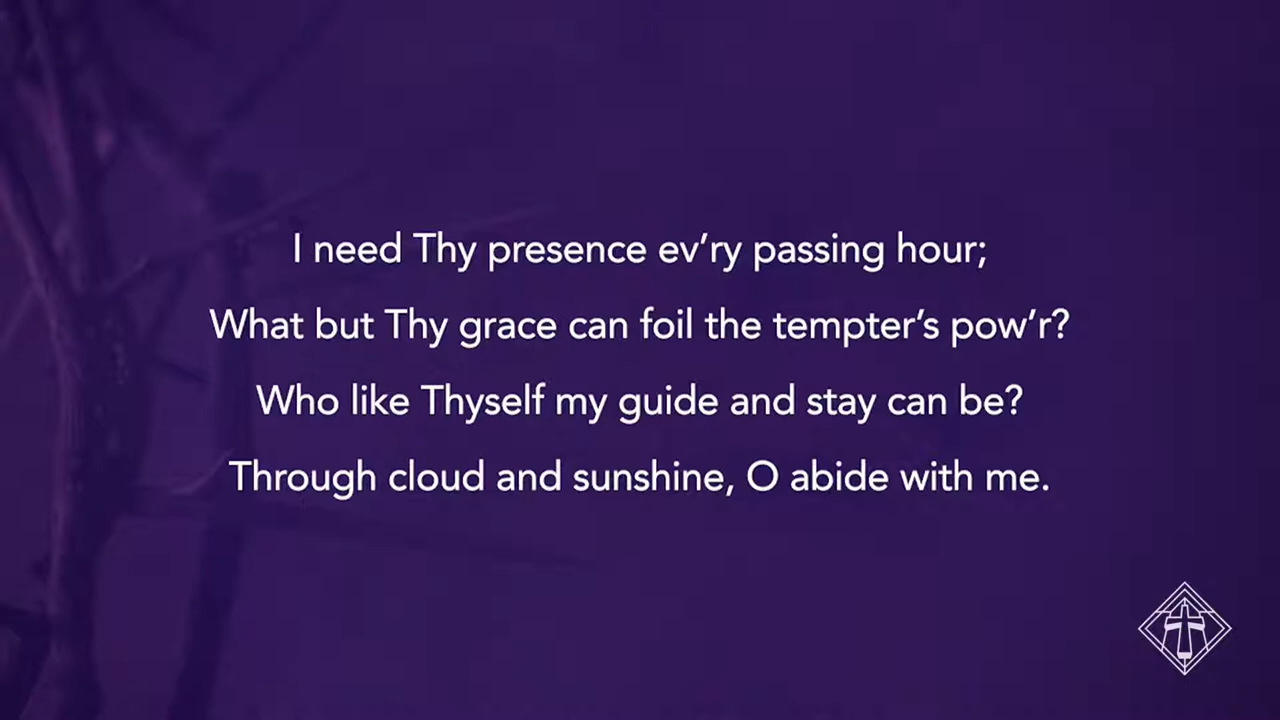 I need Thy presence ev’ry passing hour;
What but Thy grace can foil the tempter’s pow’r?
Who like Thyself my guide and stay can be?
Through cloud and sunshine, O abide with me.